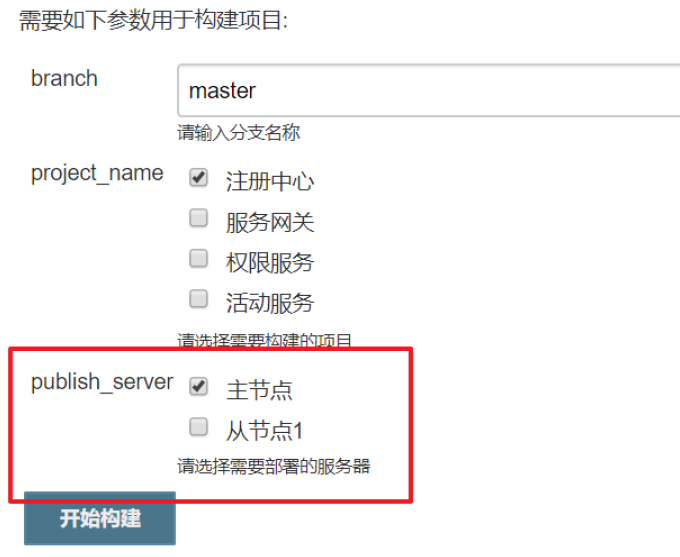 需要如下参数用于构建项目:
branch
master
请输入分支名称
project_name
注册中心
服务网关
权限服务
活动服务
请选择需要构建的项目
publish_server
主节点
从节点1
请选择需要部署的服务器
开始构建